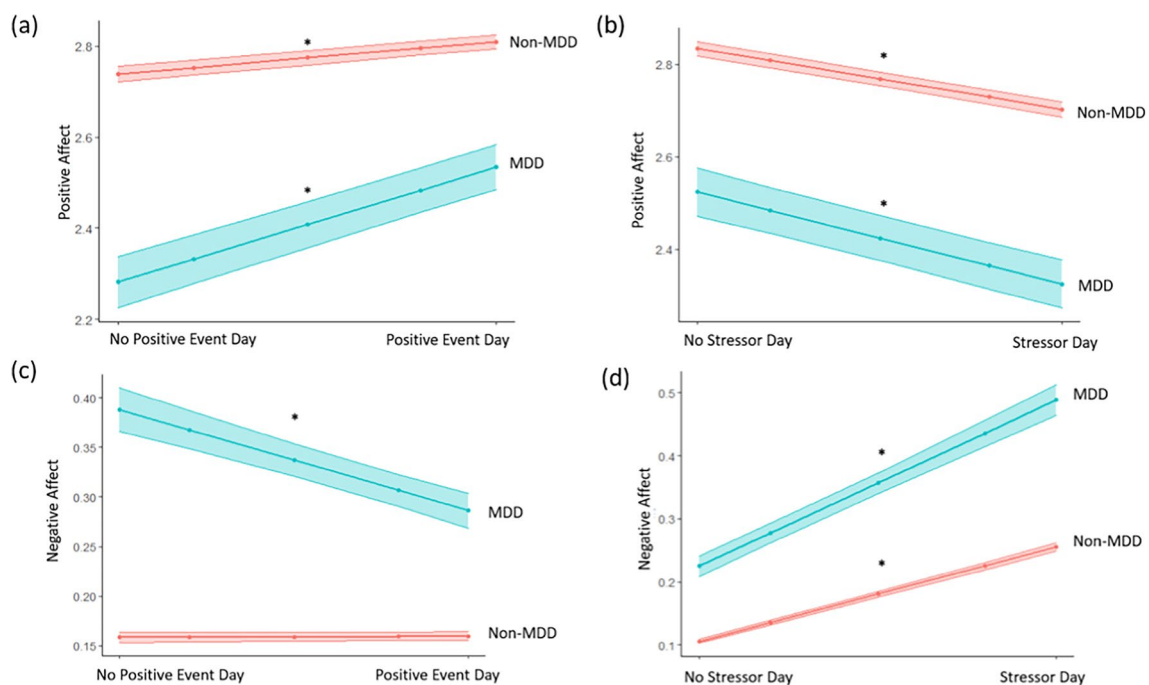 (a)
2.8
2.6
2.4
2.2
Positive Affect
*
Non-MDD
*
MDD
No Positive Event Day
Positive Event Day
(b)
2.8
2.6
2.4
Positive Affect
*
Non-MDD
*
MDD
No Stressor Day
Stressor Day
(c)
0.40
0.35
0.30
0.25
0.20
0.15
Negative Affect
*
MDD
Non-MDD
No Positive Event Day
Positive Event Day
(d)
0.5
0.4
0.3
0.2
0.1
Negative Affect
*
MDD
*
Non-MDD
No Stressor Day
Stressor Day